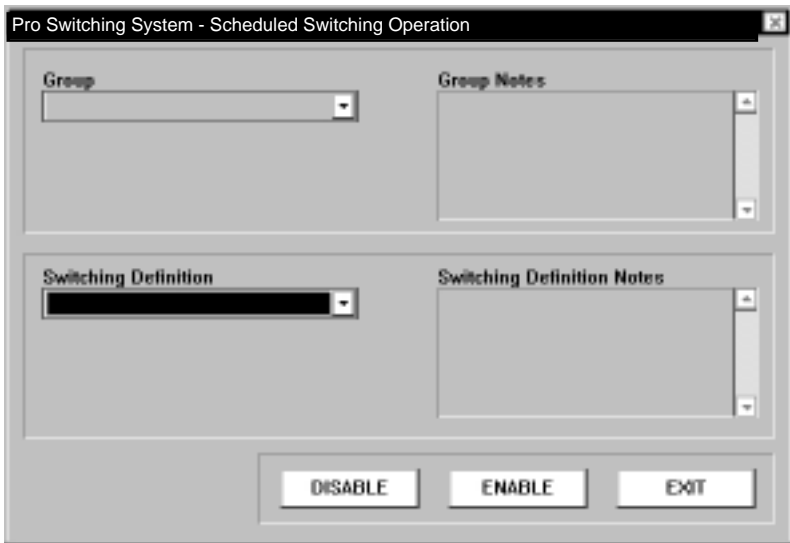 Pro Switching System - Scheduled Switching Operation
Group
Group Notes
Switching Definition
Switching Definition Notes
DISABLE
ENABLE
EXIT